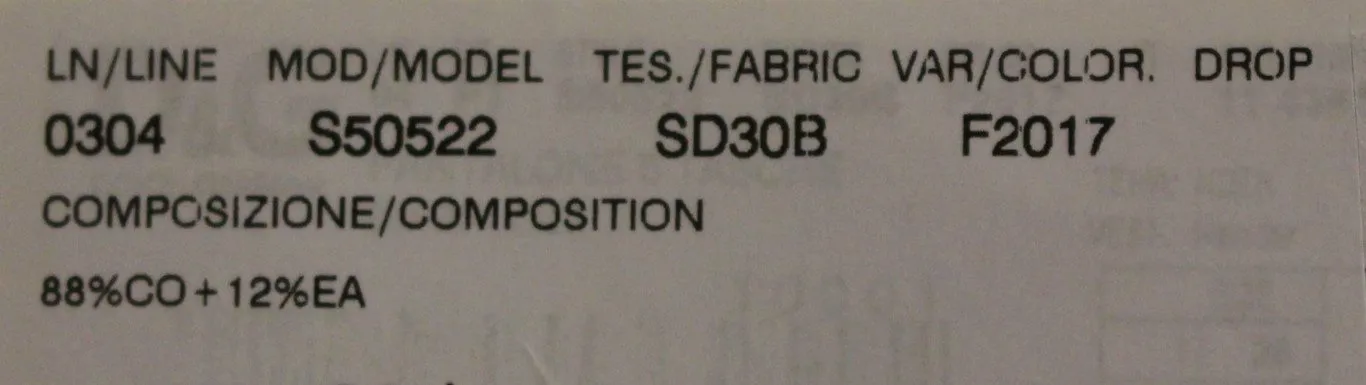 LN/LINE MOD/MODEL TES./FABRIC VAR/COLOR. DROP
0304 S50522 SD30B F2017
COMPOSIZIONE/COMPOSITION
88%CO+12%EA